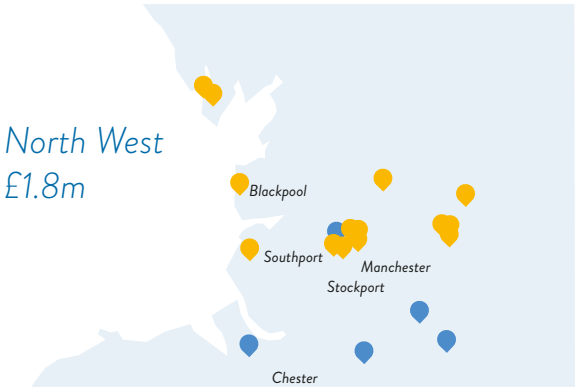 North West
£1.8m
Blackpool
Southport
Manchester
Stockport
Chester